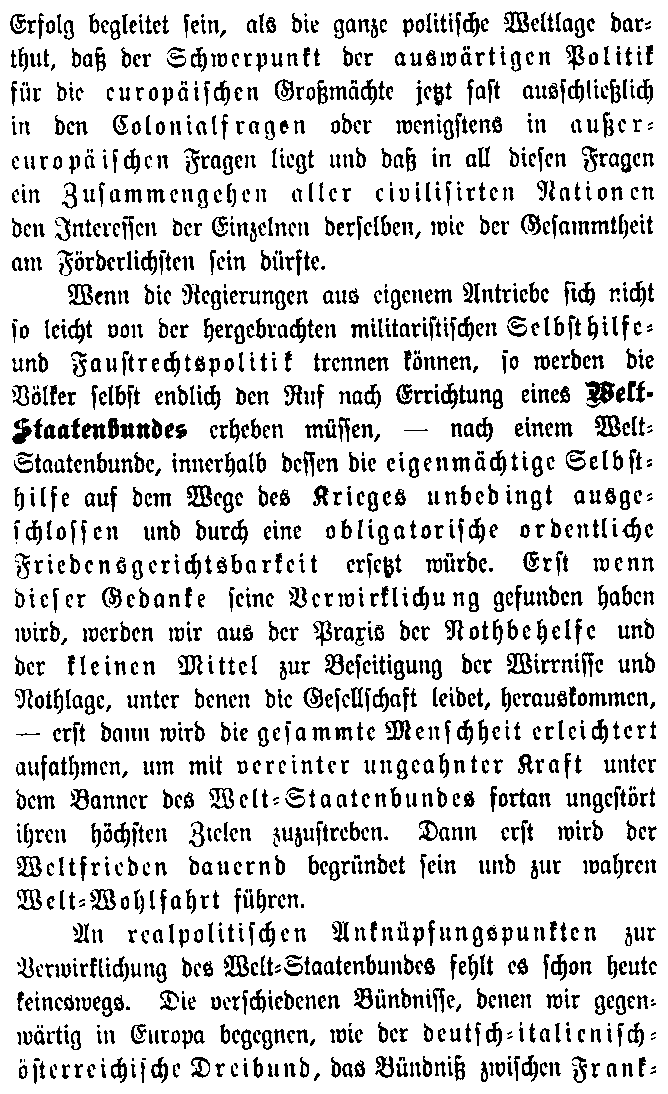 Erfolg begleitet sein, als die ganze politische Weltlage dar-
thut, daß der Schwerpunkt der auswärtigen Politik
für die europäischen Großmächte jetzt fast ausschließlich
in den Colonialfragen oder wenigstens in außer-
europäischen Fragen liegt und daß in all diesen Fragen
ein Zusammengehen aller civilisirten Nationen
den Interessen der Einzelnen derselben, wie der Gesammtheit
am Förderlichsten sein dürfte.
Wenn die Regierungen aus eigenem Antriebe sich nicht
so leicht von der hergebrachten militaristischen Selbsthilfe-
und Faustrechtspolitik trennen können, so werden die
Völker selbst endlich den Ruf nach Errichtung eines Welt-
Staatenbundes erheben müssen, — nach einem Welt-
Staatenbunde, innerhalb dessen die eigenmächtige Selbst-
hilfe auf dem Wege des Krieges unbedingt ausge-
schlossen und durch eine obligatorische ordentliche
Friedensgerichtsbarkeit ersetzt würde. Erst wenn
dieser Gedanke seine Verwirklichung gefunden haben
wird, werden wir aus der Praxis der Nothbehelfe und
der kleinen Mittel zur Beseitigung der Wirrnisse und
Nothlage, unter denen die Gesellschaft leidet, herauskommen,
— erst dann wird die gesammte Menschheit erleichtert
aufathmen, um mit vereinter ungeahnter Kraft unter
dem Banner des Welt-Staatenbundes fortan ungestört
ihren höchsten Zielen zuzustreben. Dann erst wird der
Weltfrieden dauernd begründet sein und zur wahren
Welt-Wohlfahrt führen.
An realpolitischen Anknüpfungspunkten zur
Verwirklichung des Welt-Staatenbundes fehlt es schon heute
keineswegs. Die verschiedenen Bündnisse, denen wir gegen-
wärtig in Europa begegnen, wie der deutsch-italienisch-
österreichische Dreibund, das Bündniß zwischen Frank-